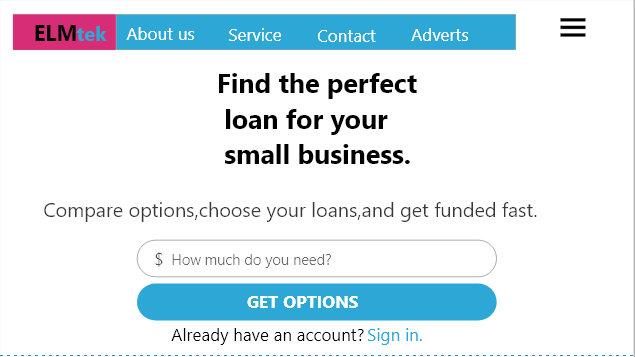 ELMtek About us Service Contact Adverts
Find the perfect
loan for your
small business.
Compare options,choose your loans,and get funded fast.
$ How much do you need?
GET OPTIONS
Already have an account? Sign in.